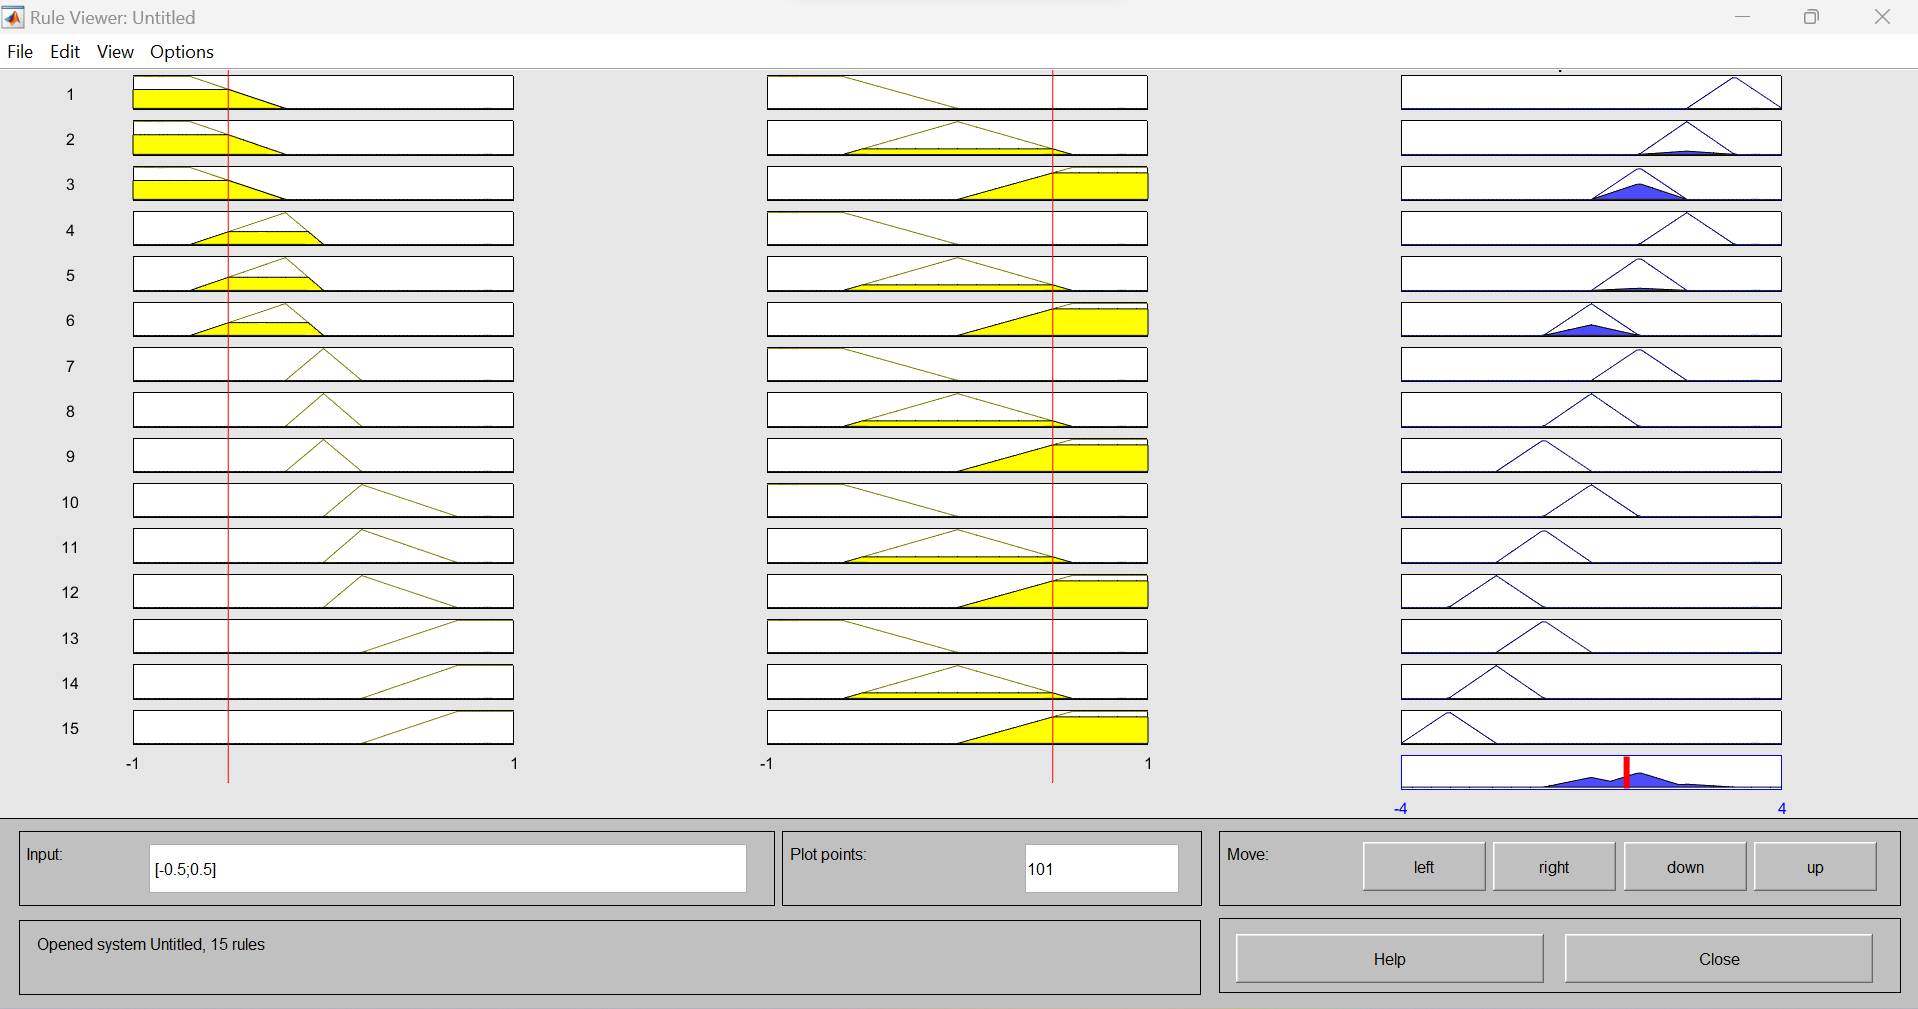 Rule Viewer: Untitled
File Edit View Options
1
2
3
4
5
6
7
8
9
10
11
12
13
14
15
-1 1 -1 1
-4 4
Input: [-0.5;0.5] Plot points: 101 Move: left right down up
Opened system Untitled, 15 rules
Help Close